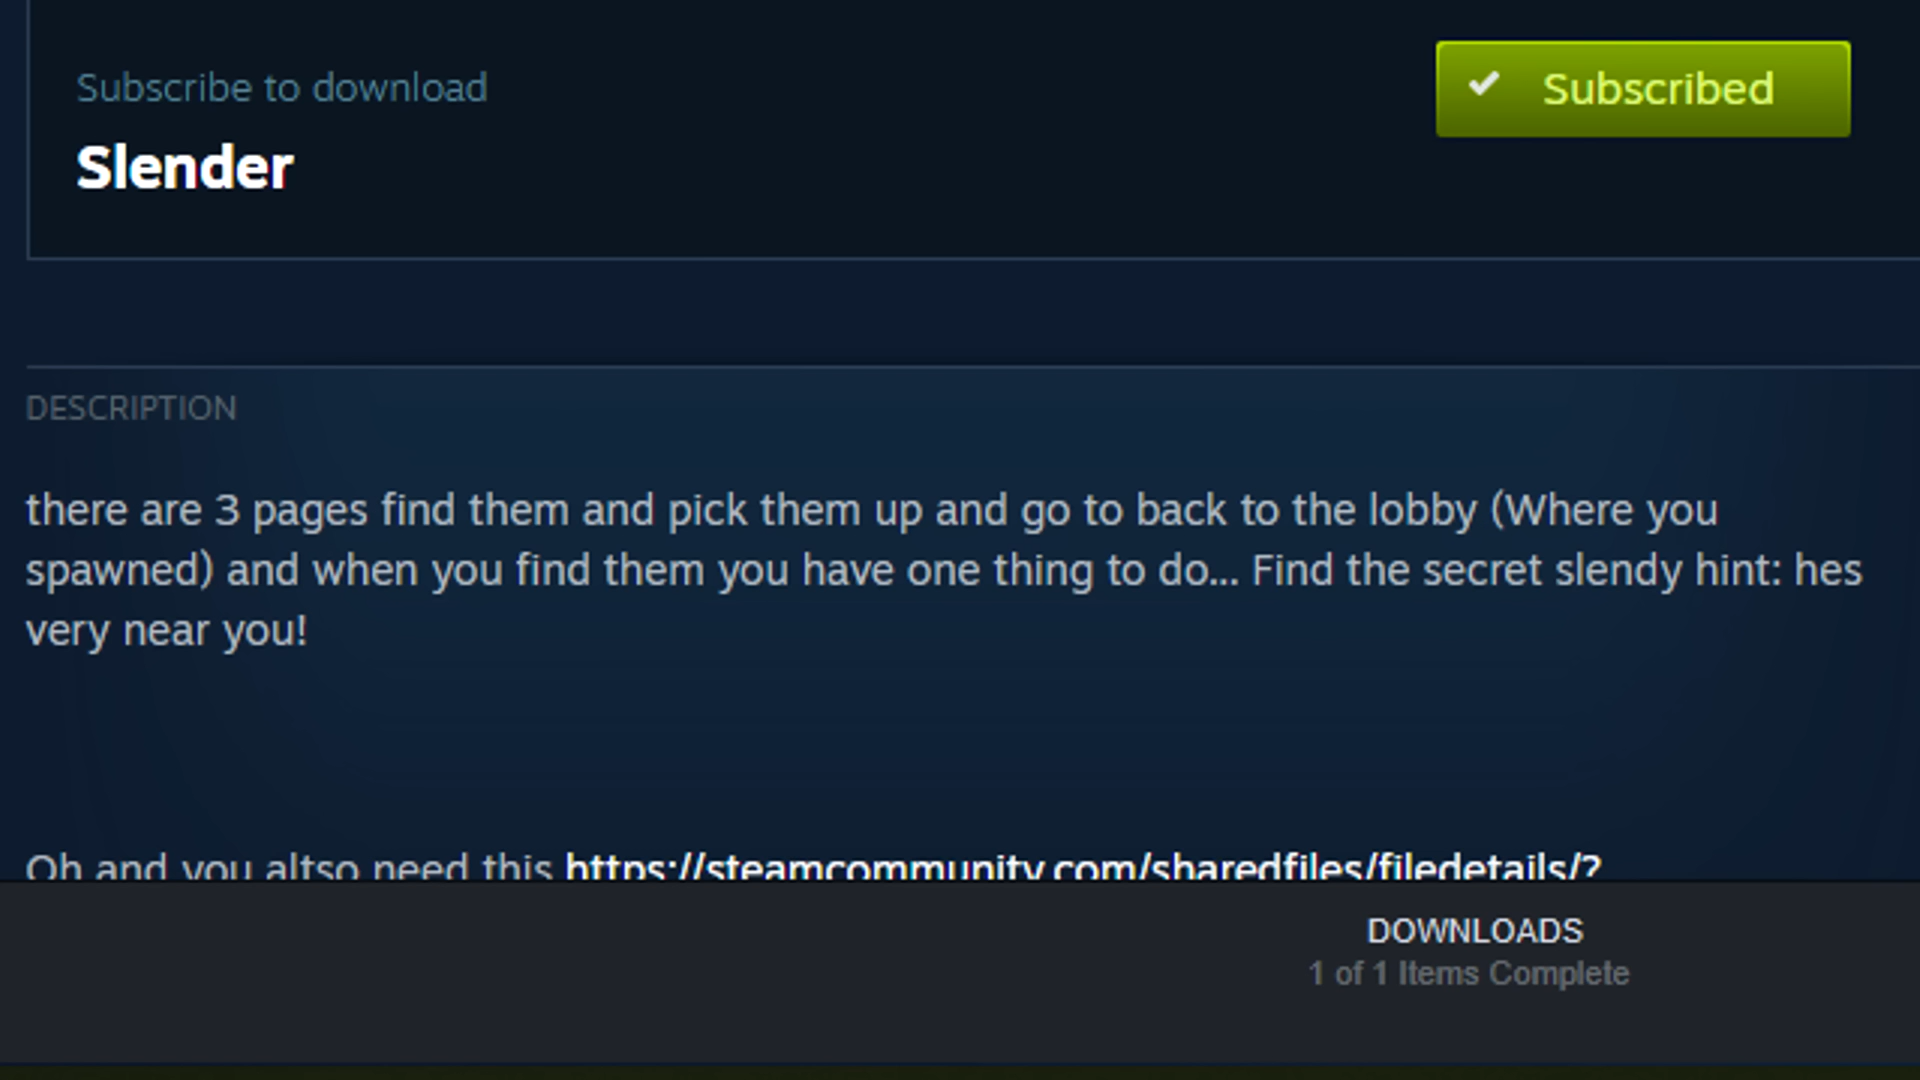 Subscribe to download
Subscribed
Slender
DESCRIPTION
there are 3 pages find them and pick them up and go to back to the lobby (Where you
spawned) and when you find them you have one thing to do... Find the secret slendy hint: hes
very near you!
Oh and you altso need this https://steamcommunity.com/sharedfiles/filedetails/?
DOWNLOADS
1 of 1 Items Complete